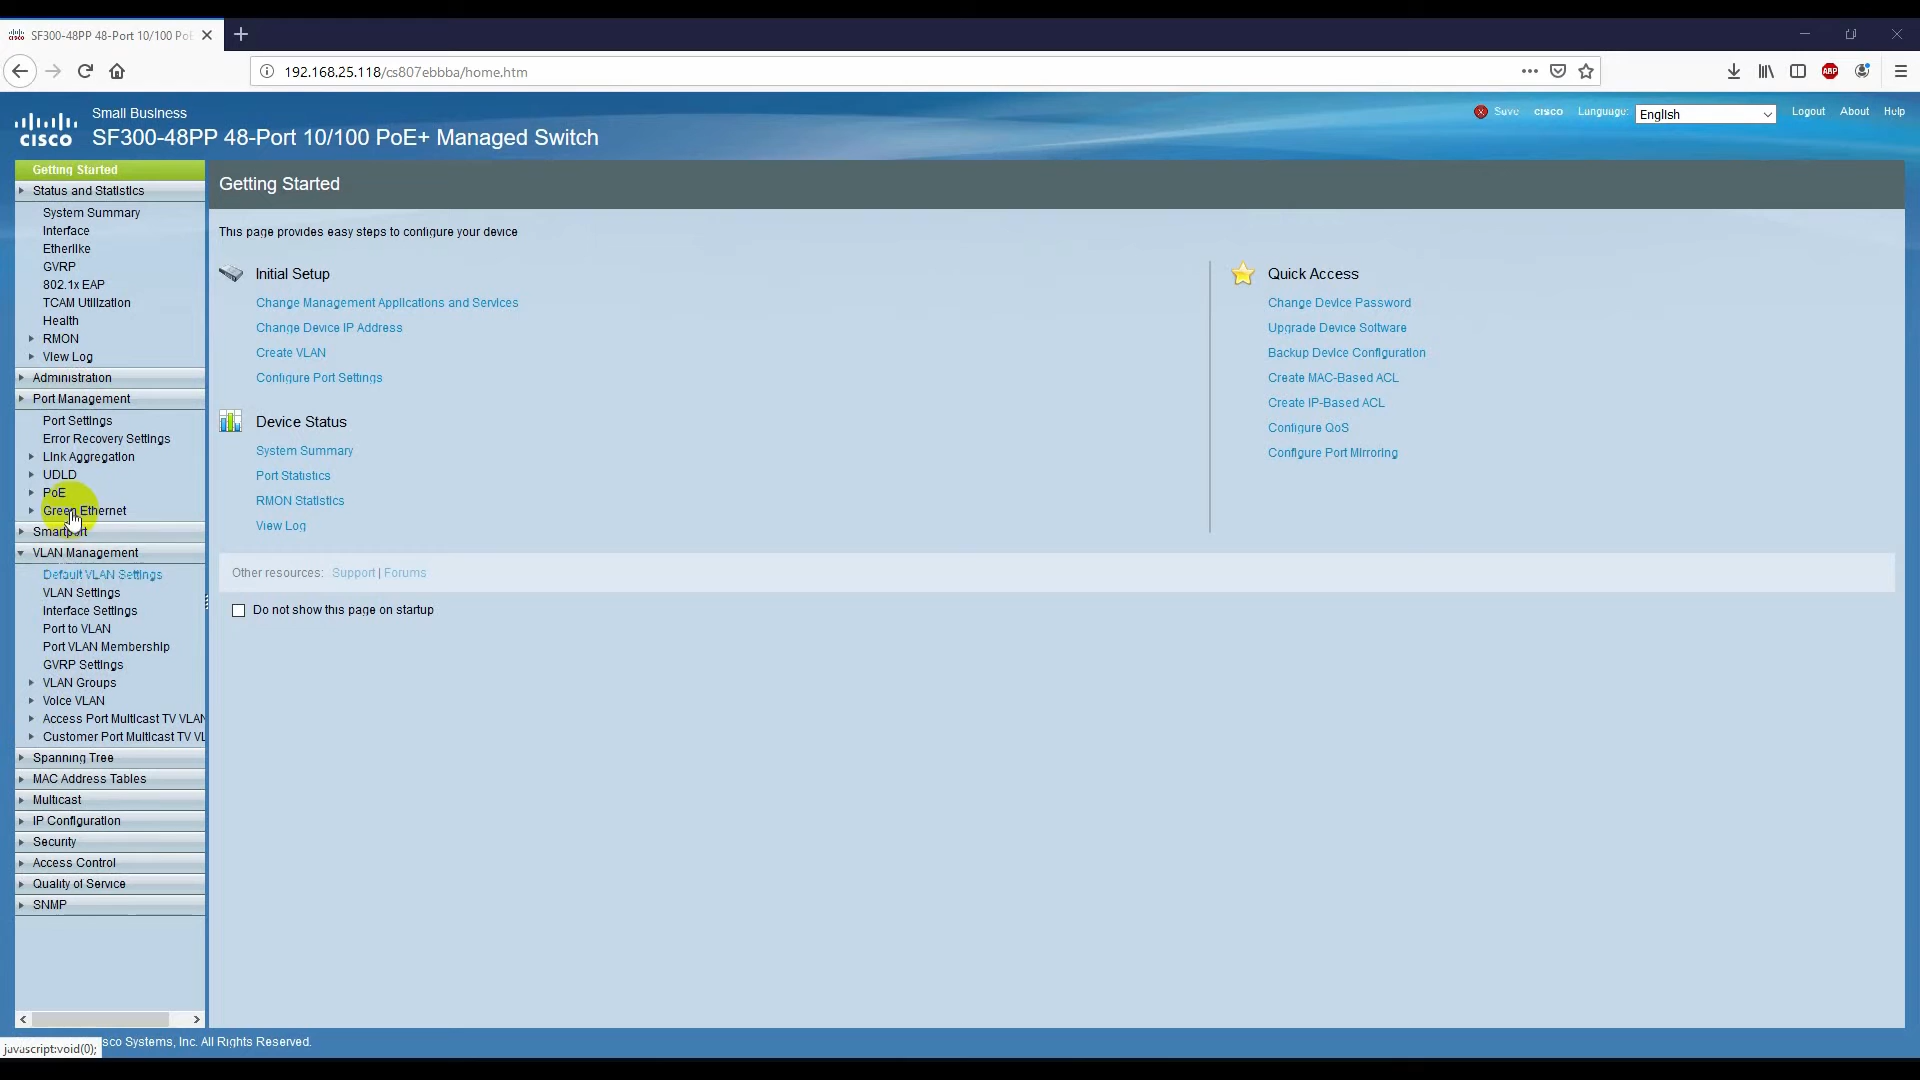 SF300-48PP 48-Port 10/100 PoE
192.168.25.118/cs807ebbba/home.htm
ABP
Small Business
cisco
SF300-48PP 48-Port 10/100 PoE+ Managed Switch
Save cisco Language: English Logout About Help
Getting Started
Status and Statistics
System Summary
Interface
Etherlike
GVRP
802.1x EAP
TCAM Utilization
Health
RMON
View Log
Administration
Port Management
Port Settings
Error Recovery Settings
Link Aggregation
UDLD
PoE
Green Ethernet
Smartport
VLAN Management
Default VLAN Settings
VLAN Settings
Interface Settings
Port to VLAN
Port VLAN Membership
GVRP Settings
VLAN Groups
Voice VLAN
Access Port Multicast TV VLAN
Customer Port Multicast TV VL
Spanning Tree
MAC Address Tables
Multicast
IP Configuration
Security
Access Control
Quality of Service
SNMP
Getting Started
This page provides easy steps to configure your device
Initial Setup
Change Management Applications and Services
Change Device IP Address
Create VLAN
Configure Port Settings
Device Status
System Summary
Port Statistics
RMON Statistics
View Log
Quick Access
Change Device Password
Upgrade Device Software
Backup Device Configuration
Create MAC-Based ACL
Create IP-Based ACL
Configure QoS
Configure Port Mirroring
Other resources: Support | Forums
Do not show this page on startup
javascript:void(0);
sco Systems, Inc. All Rights Reserved.